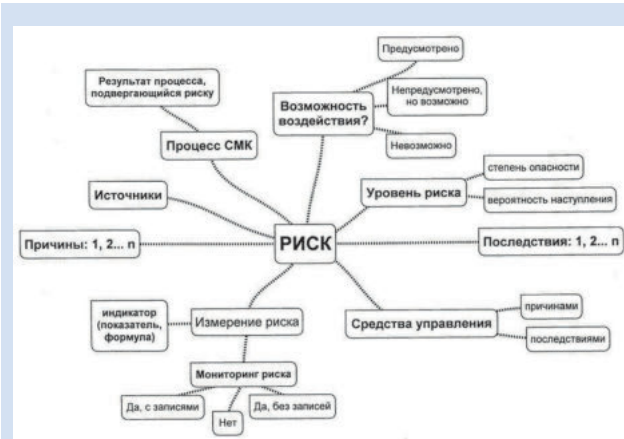 Предусмотрено
Результат процесса,
подвергающийся риску
Возможность
воздействия?
Непредусмотрено,
но возможно
Процесс СМК
Невозможно
степень опасности
Источники
Уровень риска
вероятность наступления
Причины: 1, 2... n
РИСК
Последствия: 1, 2... n
индикатор
(показатель,
формула)
Измерение риска
Средства управления
причинами
последствиями
Мониторинг риска
Да, с записями
Нет
Да, без записей